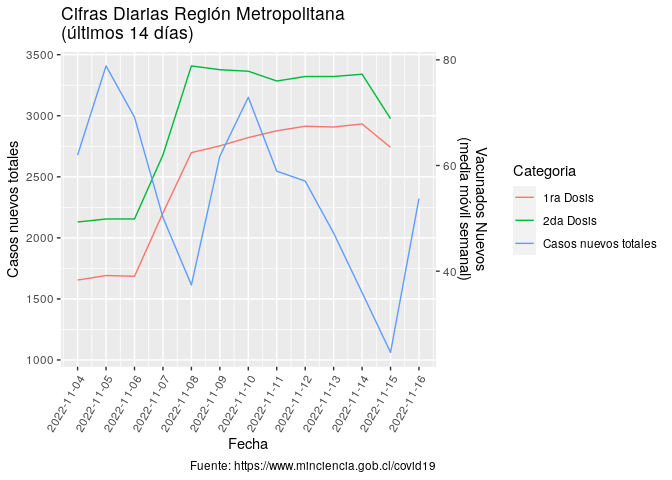 Cifras Diarias Región Metropolitana
(últimos 14 días)
3500
3000
2500
2000
1500
1000
Casos nuevos totales
80
60
40
Vacunados Nuevos
(media móvil semanal)
2022-11-04
2022-11-05
2022-11-06
2022-11-07
2022-11-08
2022-11-09
2022-11-10
2022-11-11
2022-11-12
2022-11-13
2022-11-14
2022-11-15
2022-11-16
Fecha
Categoria
1ra Dosis
2da Dosis
Casos nuevos totales
Fuente: https://www.minciencia.gob.cl/covid19